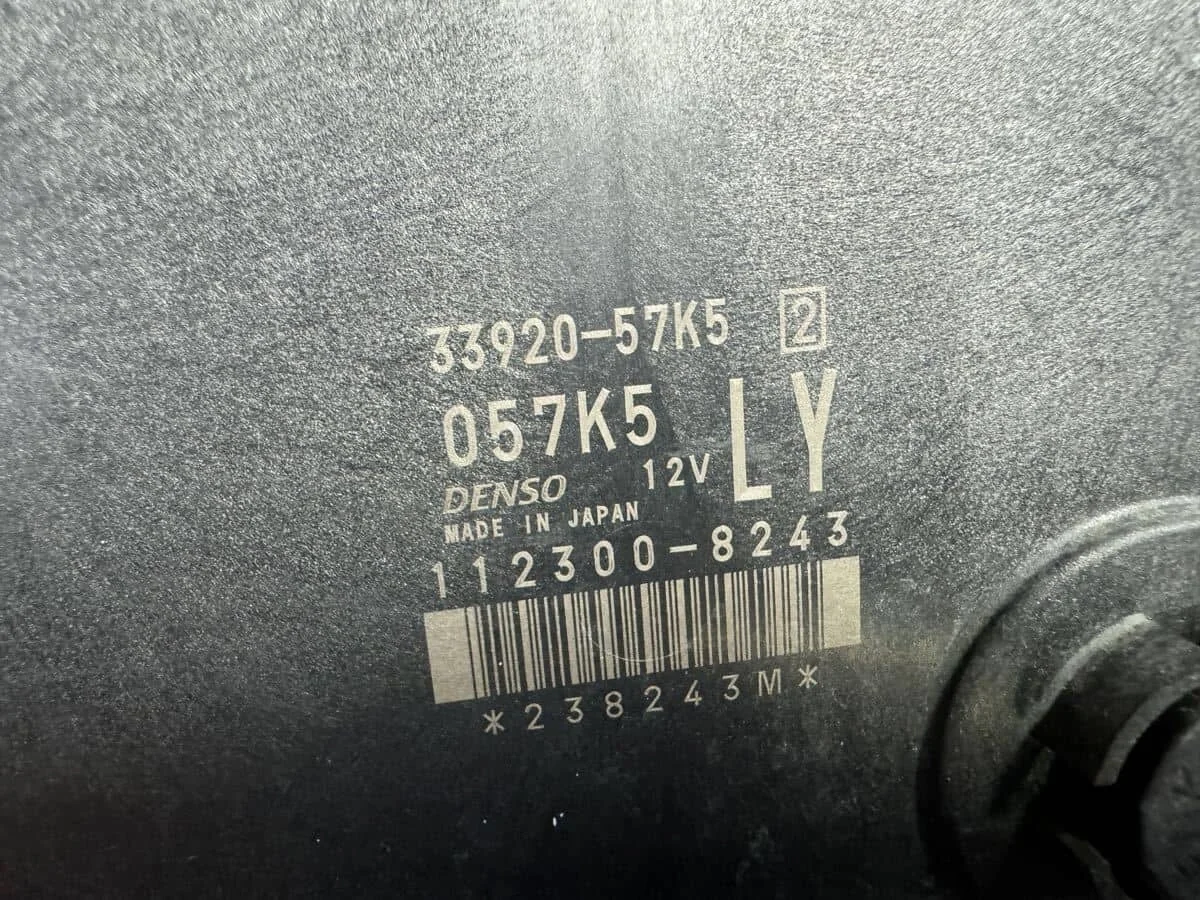 33920-57K5 2
057K5 LY
DENSO 12V
MADE IN JAPAN
112300-8243
*238243M*